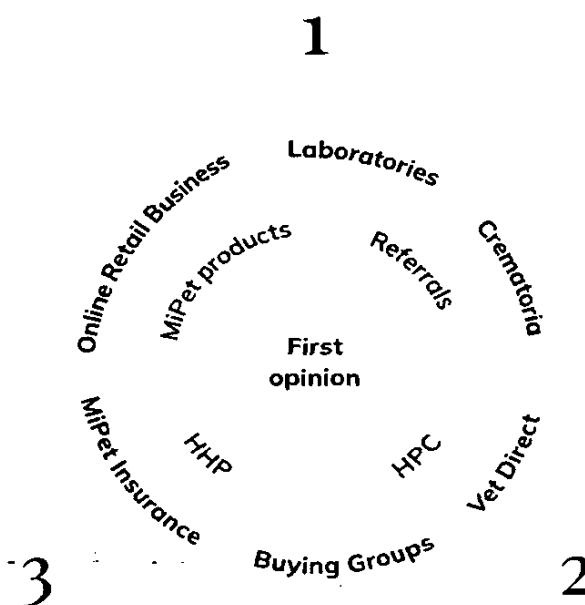 1
Laboratories
Online Retail Business
Crematoria
MiPet products
Referrals
First
opinion
MiPet Insurance
HHP
HPC
Vet Direct
Buying Groups
3
2